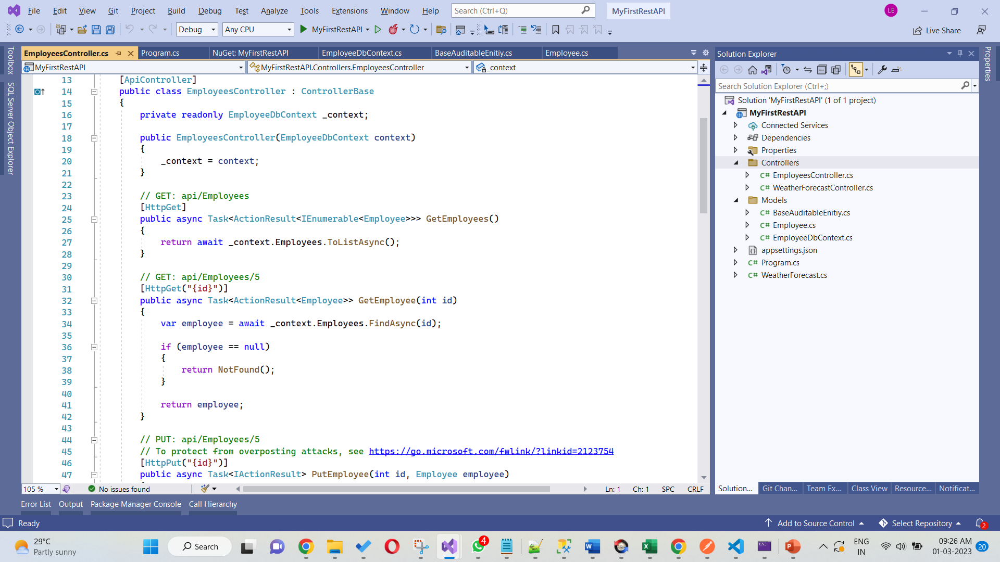 File Edit View Git Project Build Debug Test Analyze Tools Extensions Window Help Search (Ctrl+Q) MyFirstRestAPI LE
Debug Any CPU MyFirstRestAPI Live Share
Toolbox
SQL Server Object Explorer
EmployeesController.cs Program.cs NuGet: MyFirstRestAPI EmployeeDbContext.cs BaseAuditableEnitiy.cs Employee.cs
MyFirstRestAPI MyFirstRestAPI.Controllers.EmployeesController _context
13 [ApiController]
14 public class EmployeesController : ControllerBase
15 {
16 private readonly EmployeeDbContext _context;
17
18 public EmployeesController(EmployeeDbContext context)
19 {
20 _context = context;
21 }
22
23 // GET: api/Employees
24 [HttpGet]
25 public async Task<ActionResult<IEnumerable<Employee>>> GetEmployees()
26 {
27 return await _context.Employees.ToListAsync();
28 }
29
30 // GET: api/Employees/5
31 [HttpGet("{id}")]
32 public async Task<ActionResult<Employee>> GetEmployee(int id)
33 {
34 var employee = await _context.Employees.FindAsync(id);
35
36 if (employee == null)
37 {
38 return NotFound();
39 }
40
41 return employee;
42 }
43
44 // PUT: api/Employees/5
45 // To protect from overposting attacks, see https://go.microsoft.com/fwlink/?linkid=2123754
46 [HttpPut("{id}")]
47 public async Task<IActionResult> PutEmployee(int id, Employee employee)
105 % No issues found Ln: 1 Ch: 1 SPC CRLF
Solution Explorer
Search Solution Explorer (Ctrl+;)
Solution 'MyFirstRestAPI' (1 of 1 project)
MyFirstRestAPI
Connected Services
Dependencies
Properties
Controllers
C# EmployeesController.cs
C# WeatherForecastController.cs
Models
C# BaseAuditableEnitiy.cs
C# Employee.cs
C# EmployeeDbContext.cs
appsettings.json
C# Program.cs
C# WeatherForecast.cs
Solution... Git Chan... Team Ex... Class View Resource... Notificat...
Properties
Error List Output Package Manager Console Call Hierarchy
Ready Add to Source Control Select Repository 2
29°C
Partly sunny
Search
4
ENG
IN
09:26 AM
01-03-2023
20